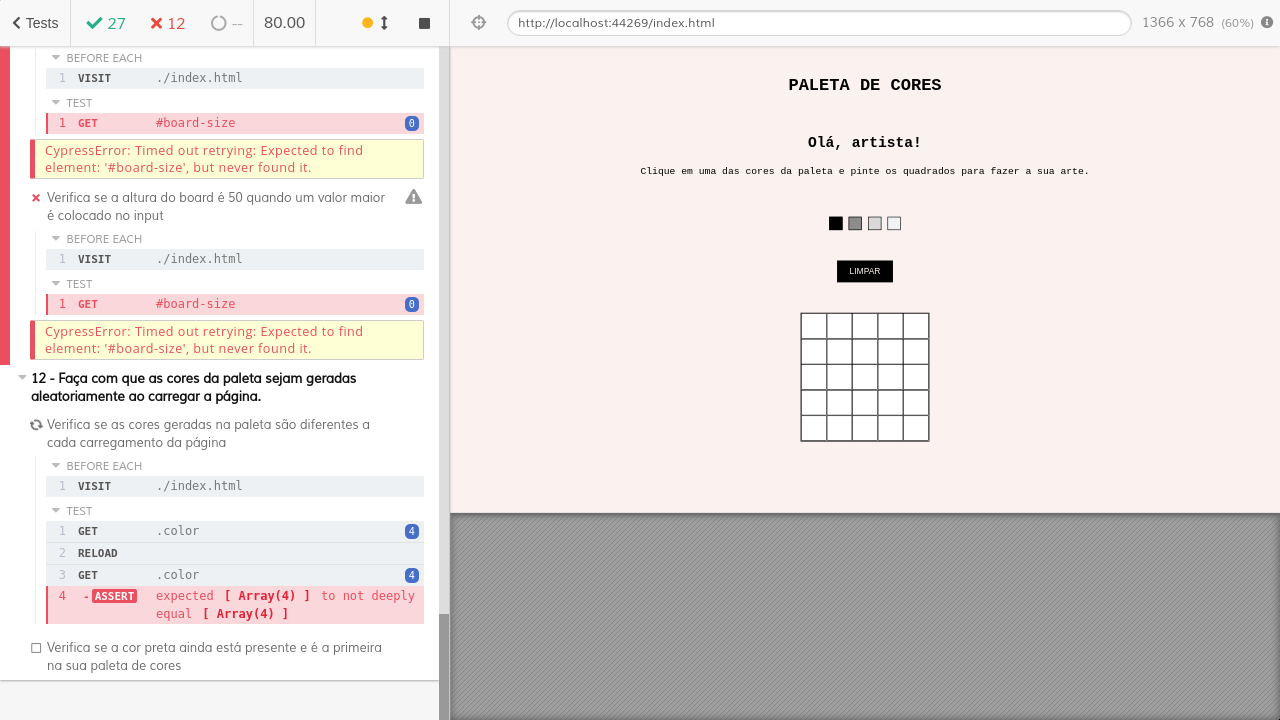 Tests
27
12
--
80.00
http://localhost:44269/index.html
1366 x 768 (60%)
BEFORE EACH
1 VISIT ./index.html
TEST
1 GET #board-size 0
CypressError: Timed out retrying: Expected to find
element: '#board-size', but never found it.
Verifica se a altura do board é 50 quando um valor maior
é colocado no input
BEFORE EACH
1 VISIT ./index.html
TEST
1 GET #board-size 0
CypressError: Timed out retrying: Expected to find
element: '#board-size', but never found it.
12 - Faça com que as cores da paleta sejam geradas
aleatoriamente ao carregar a página.
Verifica se as cores geradas na paleta são diferentes a
cada carregamento da página
BEFORE EACH
1 VISIT ./index.html
TEST
1 GET .color 4
2 RELOAD
3 GET .color 4
4 - ASSERT expected [ Array(4) ] to not deeply
equal [ Array(4) ]
Verifica se a cor preta ainda está presente e é a primeira
na sua paleta de cores
PALETA DE CORES
Olá, artista!
Clique em uma das cores da paleta e pinte os quadrados para fazer a sua arte.
LIMPAR